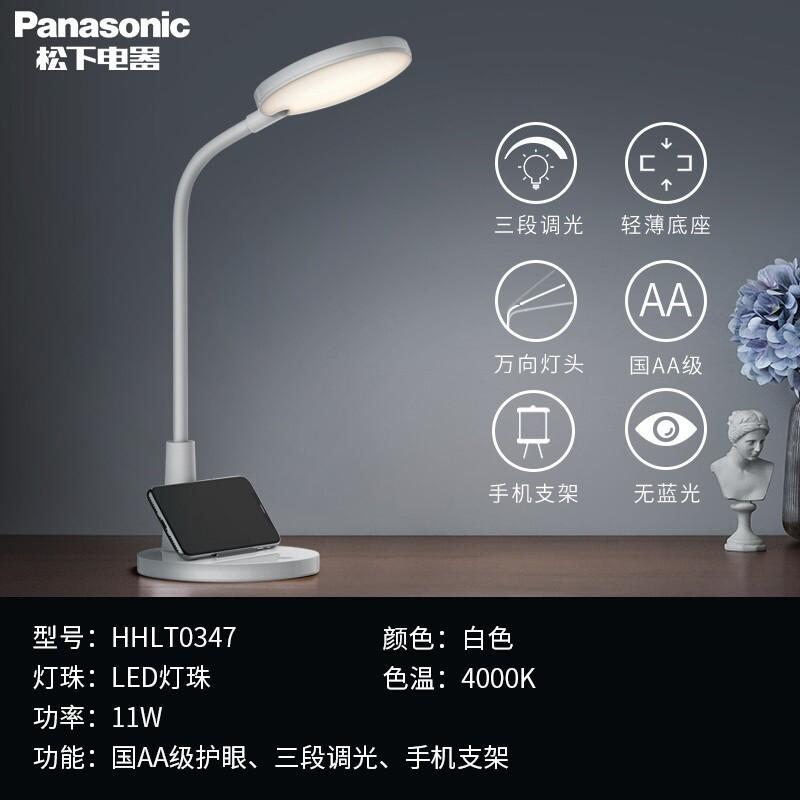 Panasonic
松下电器
三段调光
轻薄底座
AA
万向灯头
国AA级
手机支架
无蓝光
型号：HHLT0347
颜色：白色
灯珠：LED灯珠
色温：4000K
功率：11W
功能：国AA级护眼、三段调光、手机支架